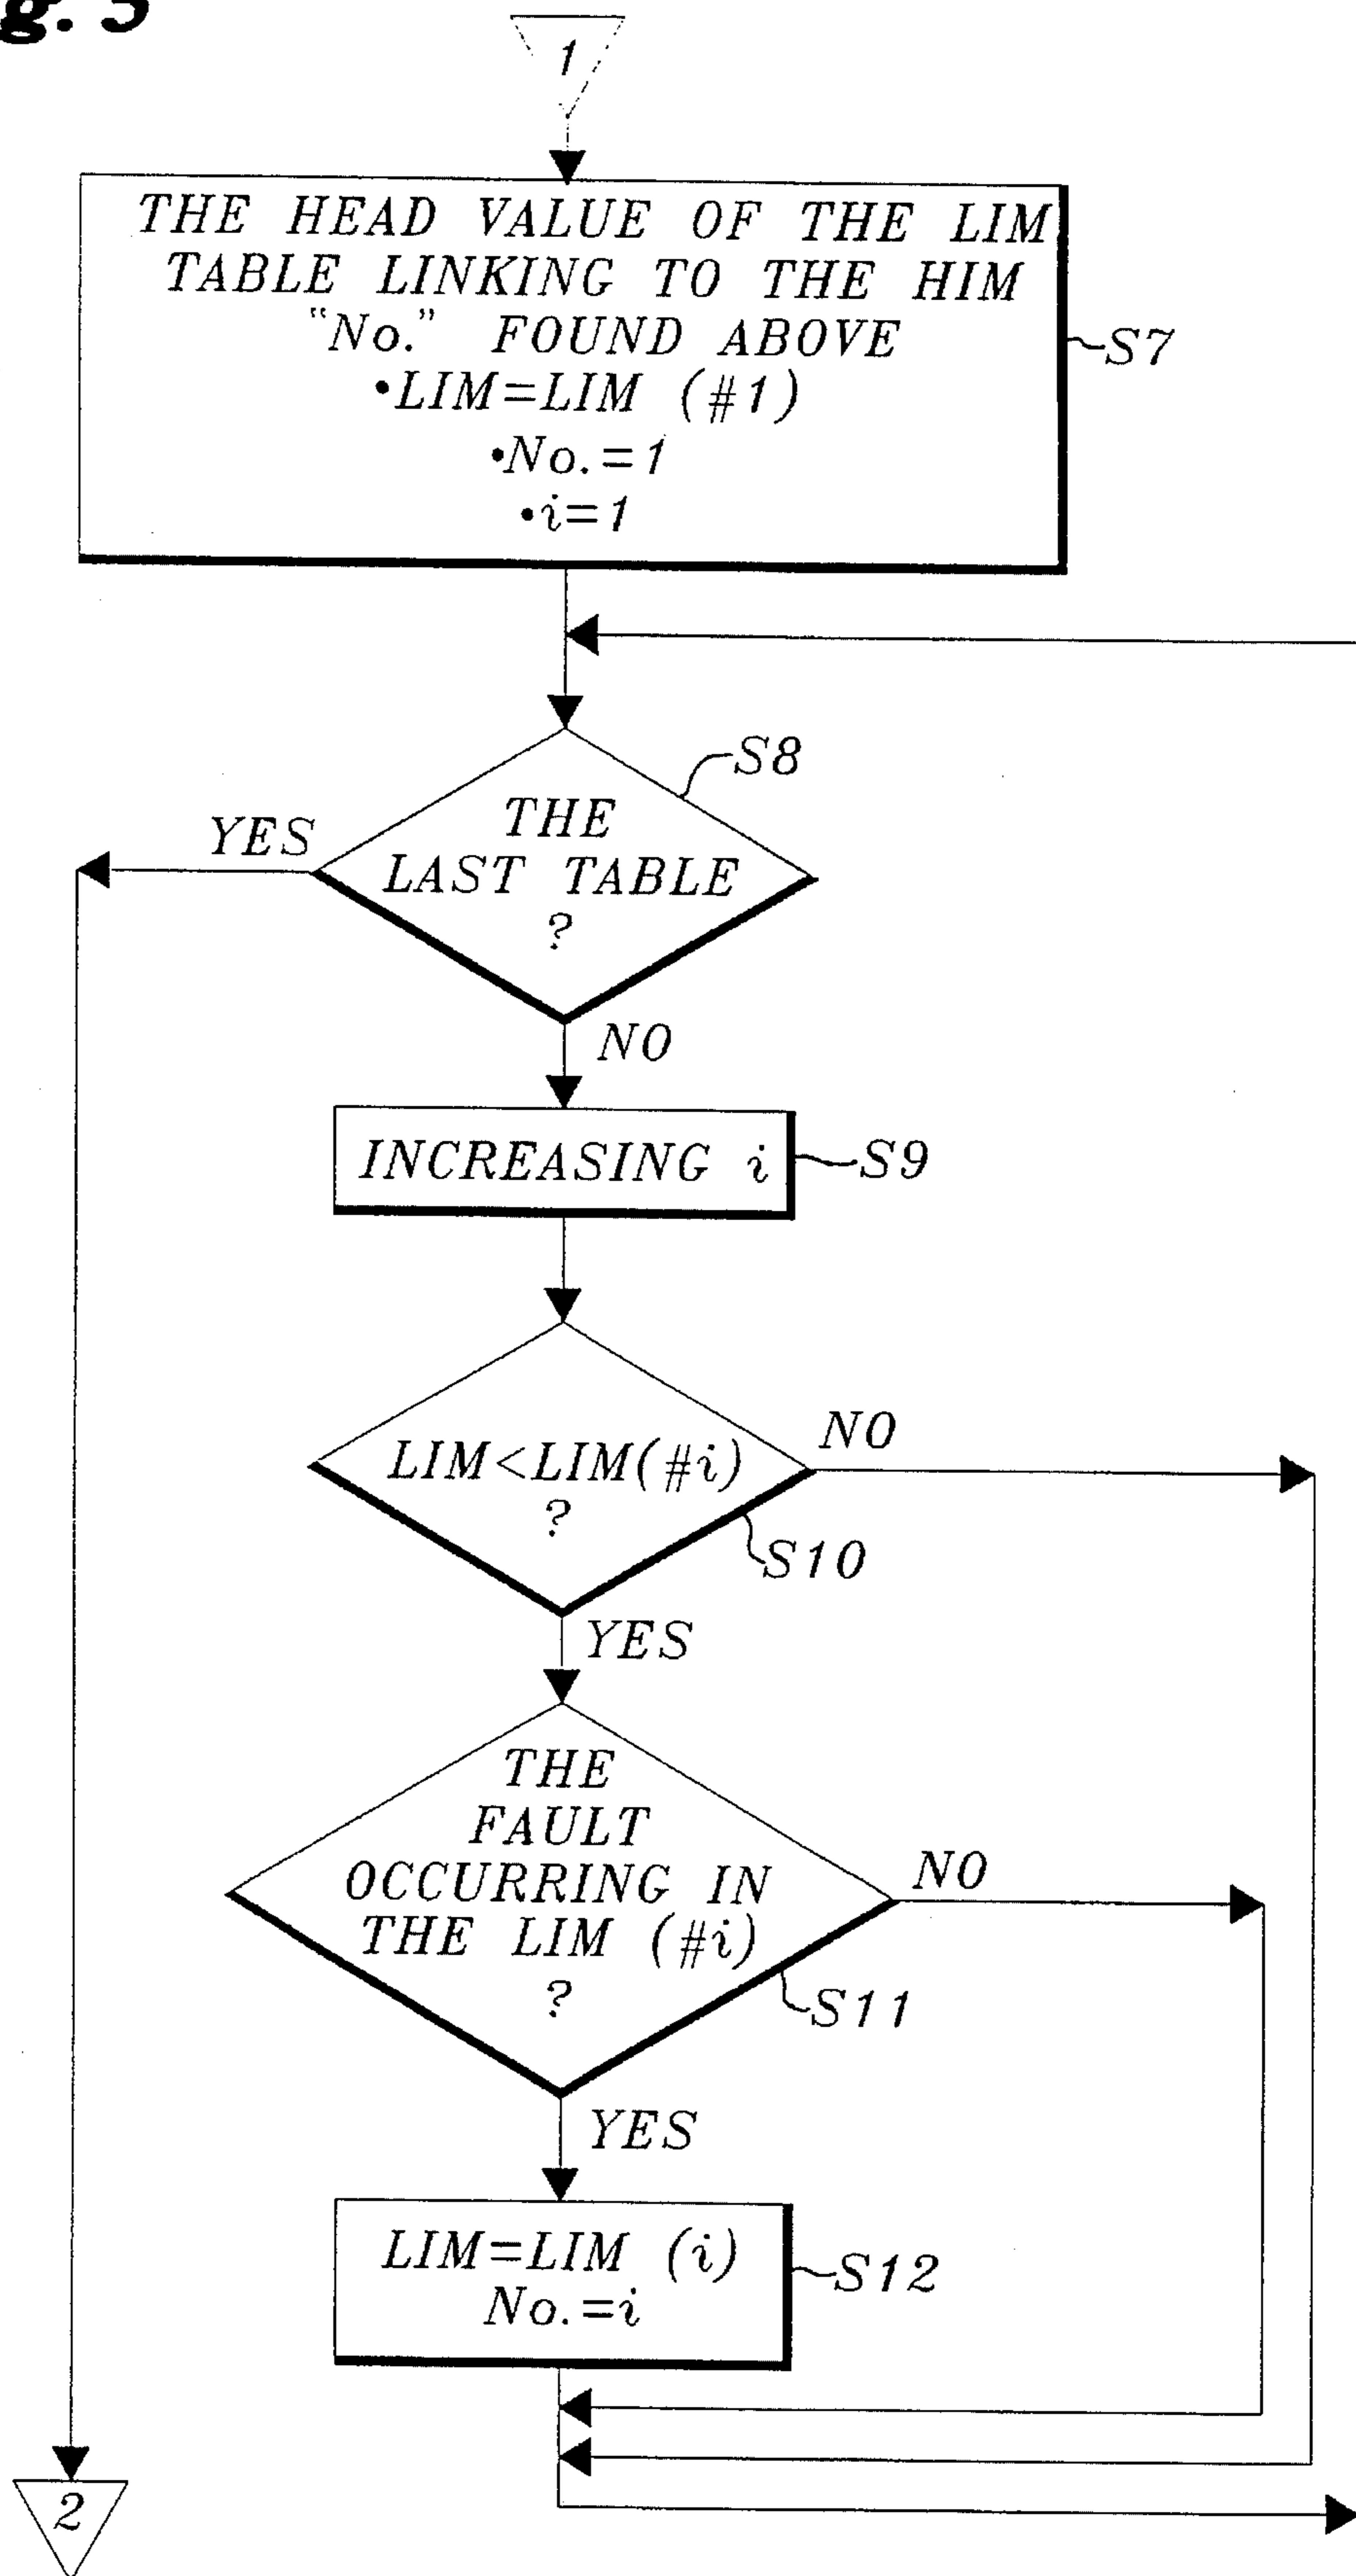 g. 5
1
THE HEAD VALUE OF THE LIM
TABLE LINKING TO THE HIM
"No." FOUND ABOVE
•LIM=LIM (#1)
•No.=1
•i=1
S7
S8
YES
THE
LAST TABLE
?
NO
INCREASING i
S9
NO
LIM<LIM(#i)
?
S10
YES
THE
FAULT
OCCURRING IN
THE LIM (#i)
?
NO
S11
YES
LIM=LIM (i)
No.=i
S12
2